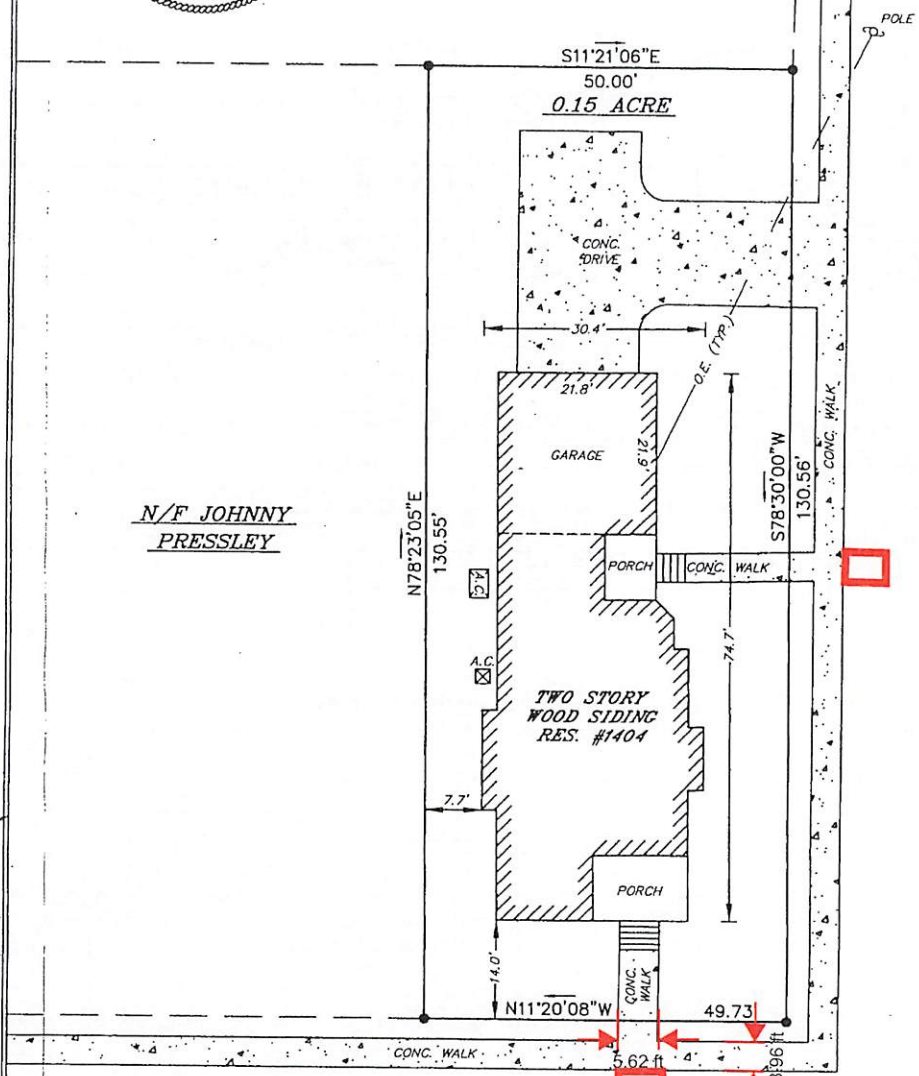 POLE
S11°21'06"E
50.00'
0.15 ACRE
CONC.
DRIVE
30.4'
O.E. (TYP.)
21.8'
21.9'
GARAGE
CONC. WALK
S78°30'00"W
130.56'
N/F JOHNNY
PRESSLEY
N78°23'05"E
130.55'
A.C.
PORCH
CONC. WALK
74.7'
A.C.
TWO STORY
WOOD SIDING
RES. #1404
7.7'
PORCH
14.0'
CONC.
WALK
N11°20'08"W
49.73
CONC. WALK
5.62 ft